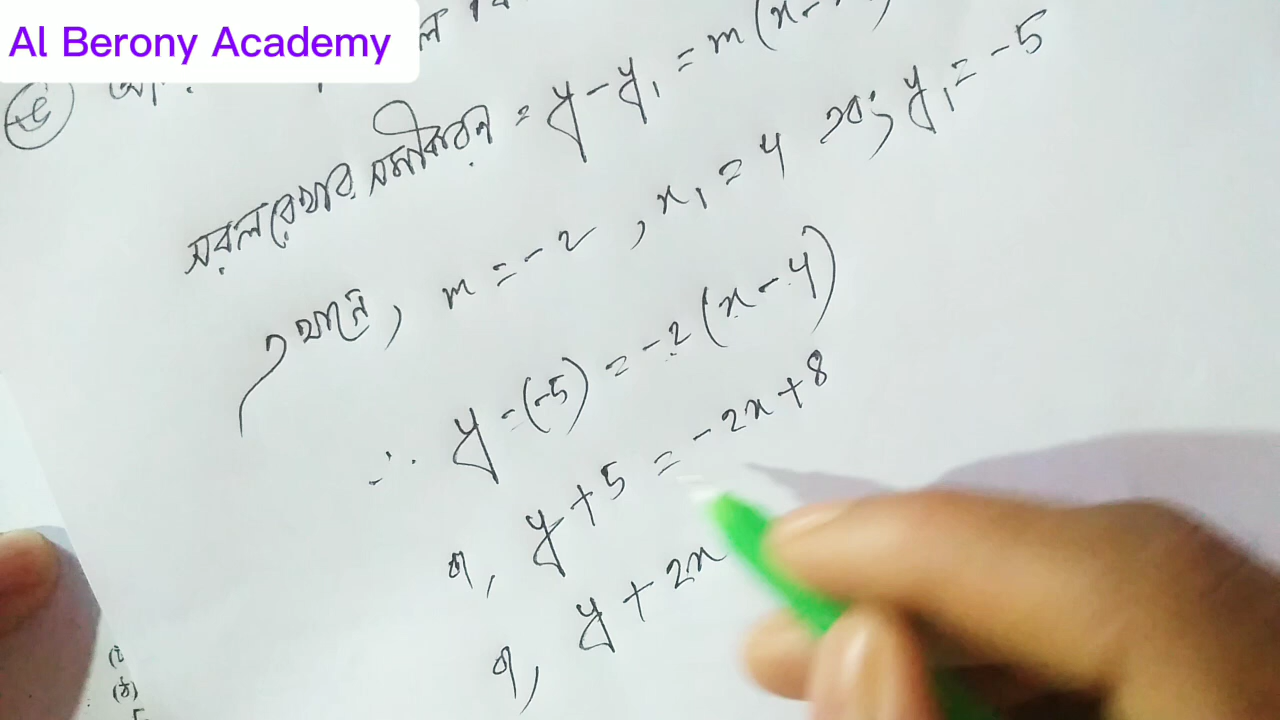 Al Berony Academy
সরলরেখার সমীকরণ = y - y₁ = m(x -
এখানে, m = -2, x₁ = 4 এবং y₁ = -5
∴ y - (-5) = -2(x - 4)
বা, y + 5 = -2x + 8
বা, y + 2x